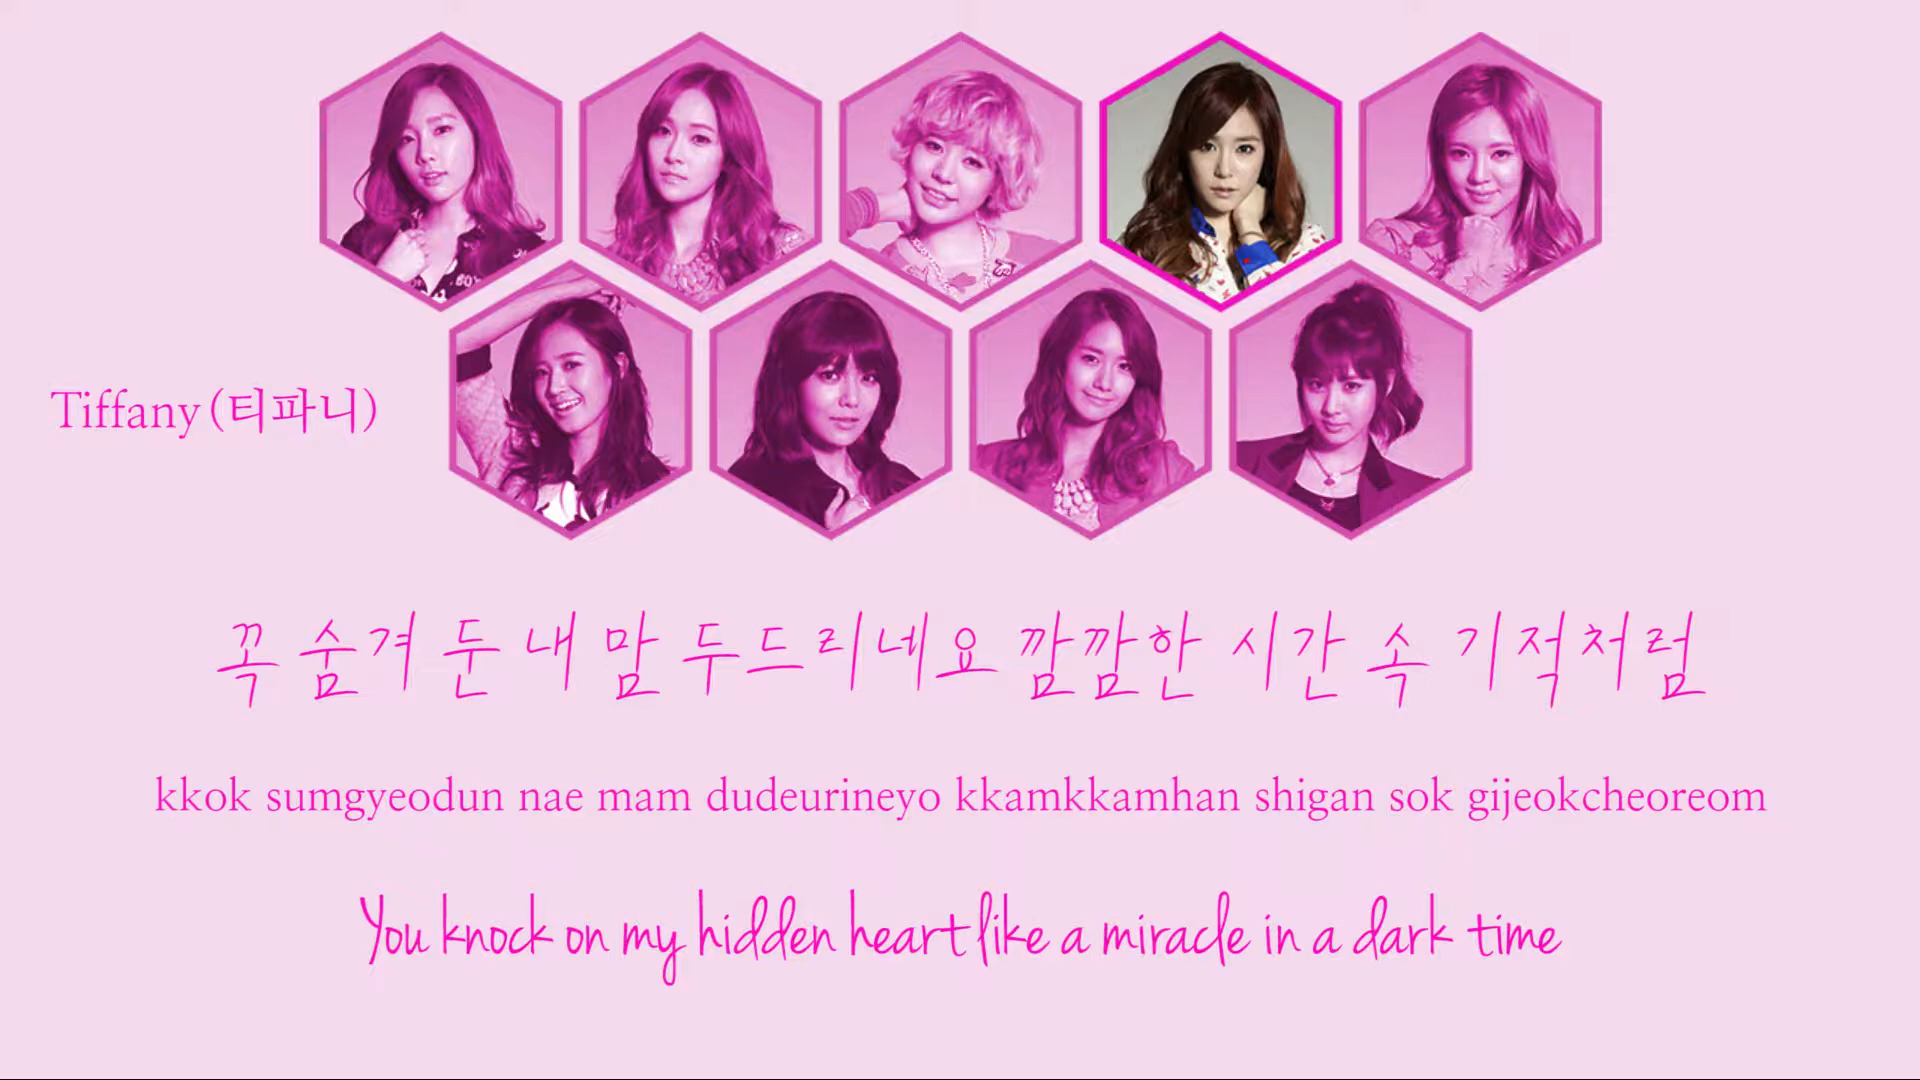 Tiffany (티파니)
꼭 숨겨 둔 내 맘 두드리네요 깜깜한 시간 속 기적처럼
kkok sumgyeodun nae mam dudeurineyo kkamkkamhan shigan sok gijeokcheoreom
You knock on my hidden heart like a miracle in a dark time